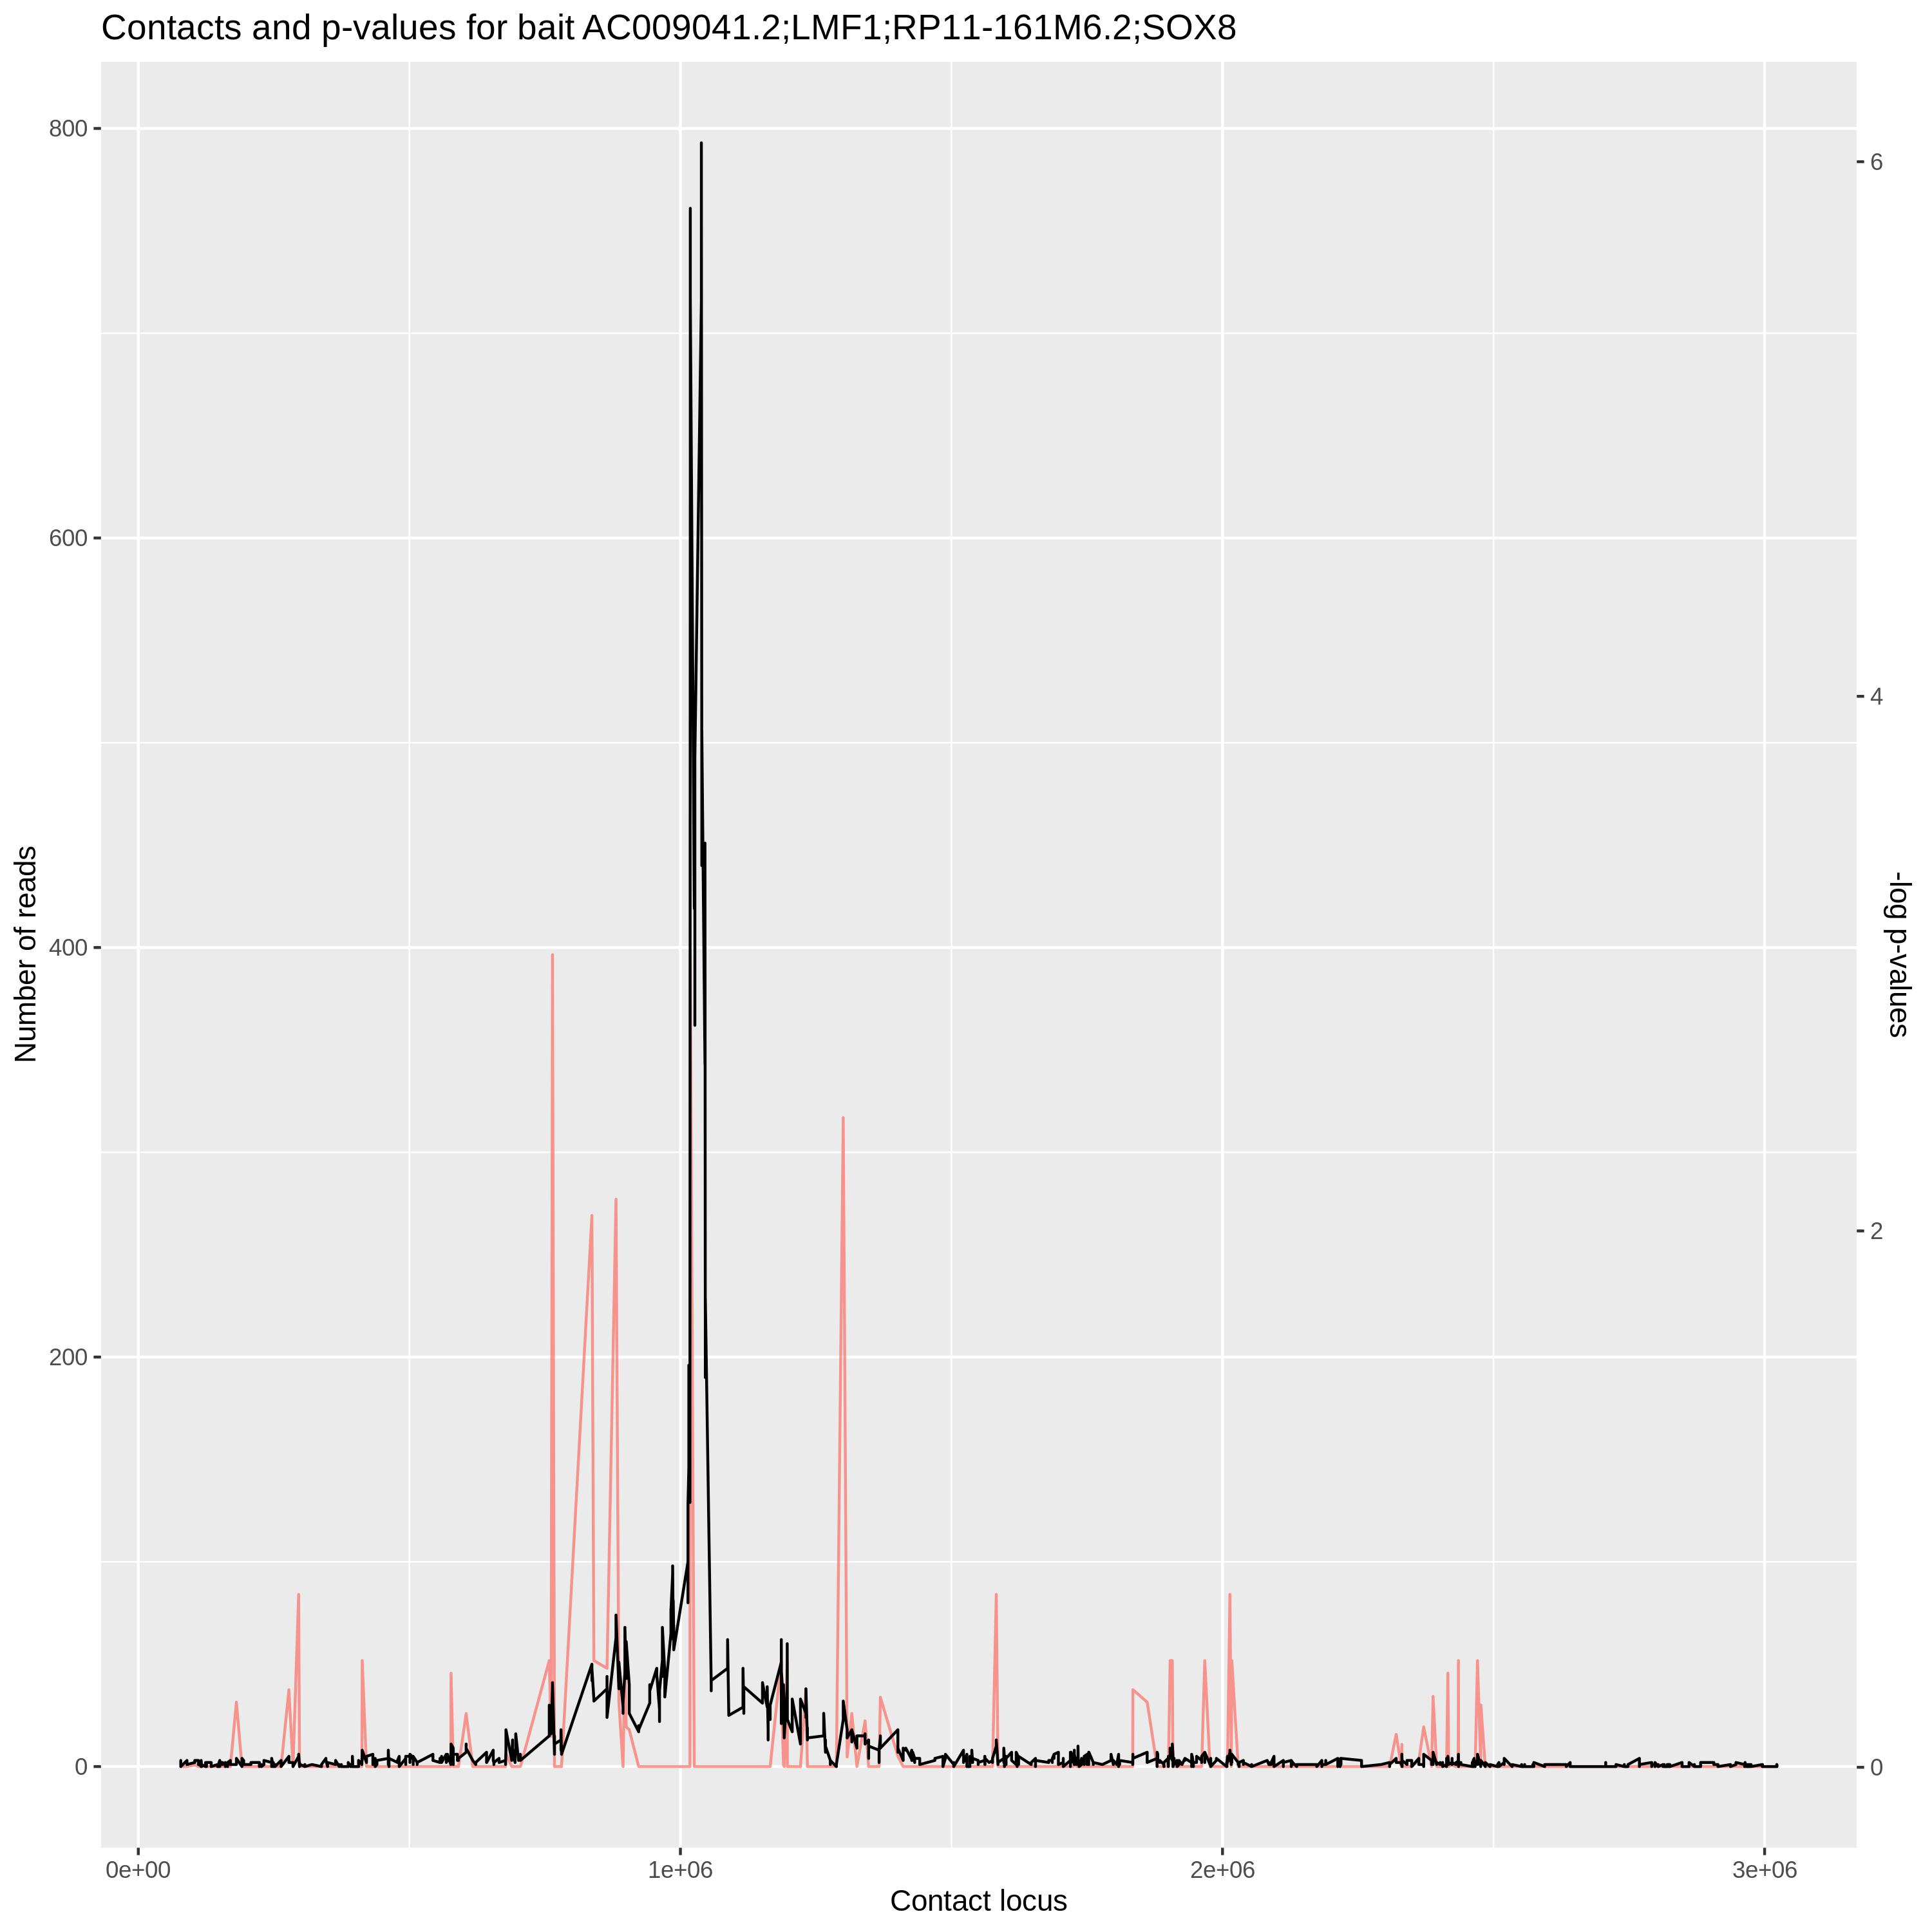 Contacts and p-values for bait AC009041.2;LMF1;RP11-161M6.2;SOX8
800
600
400
200
0
Number of reads
6
4
2
0
-log p-values
0e+00
1e+06
2e+06
3e+06
Contact locus